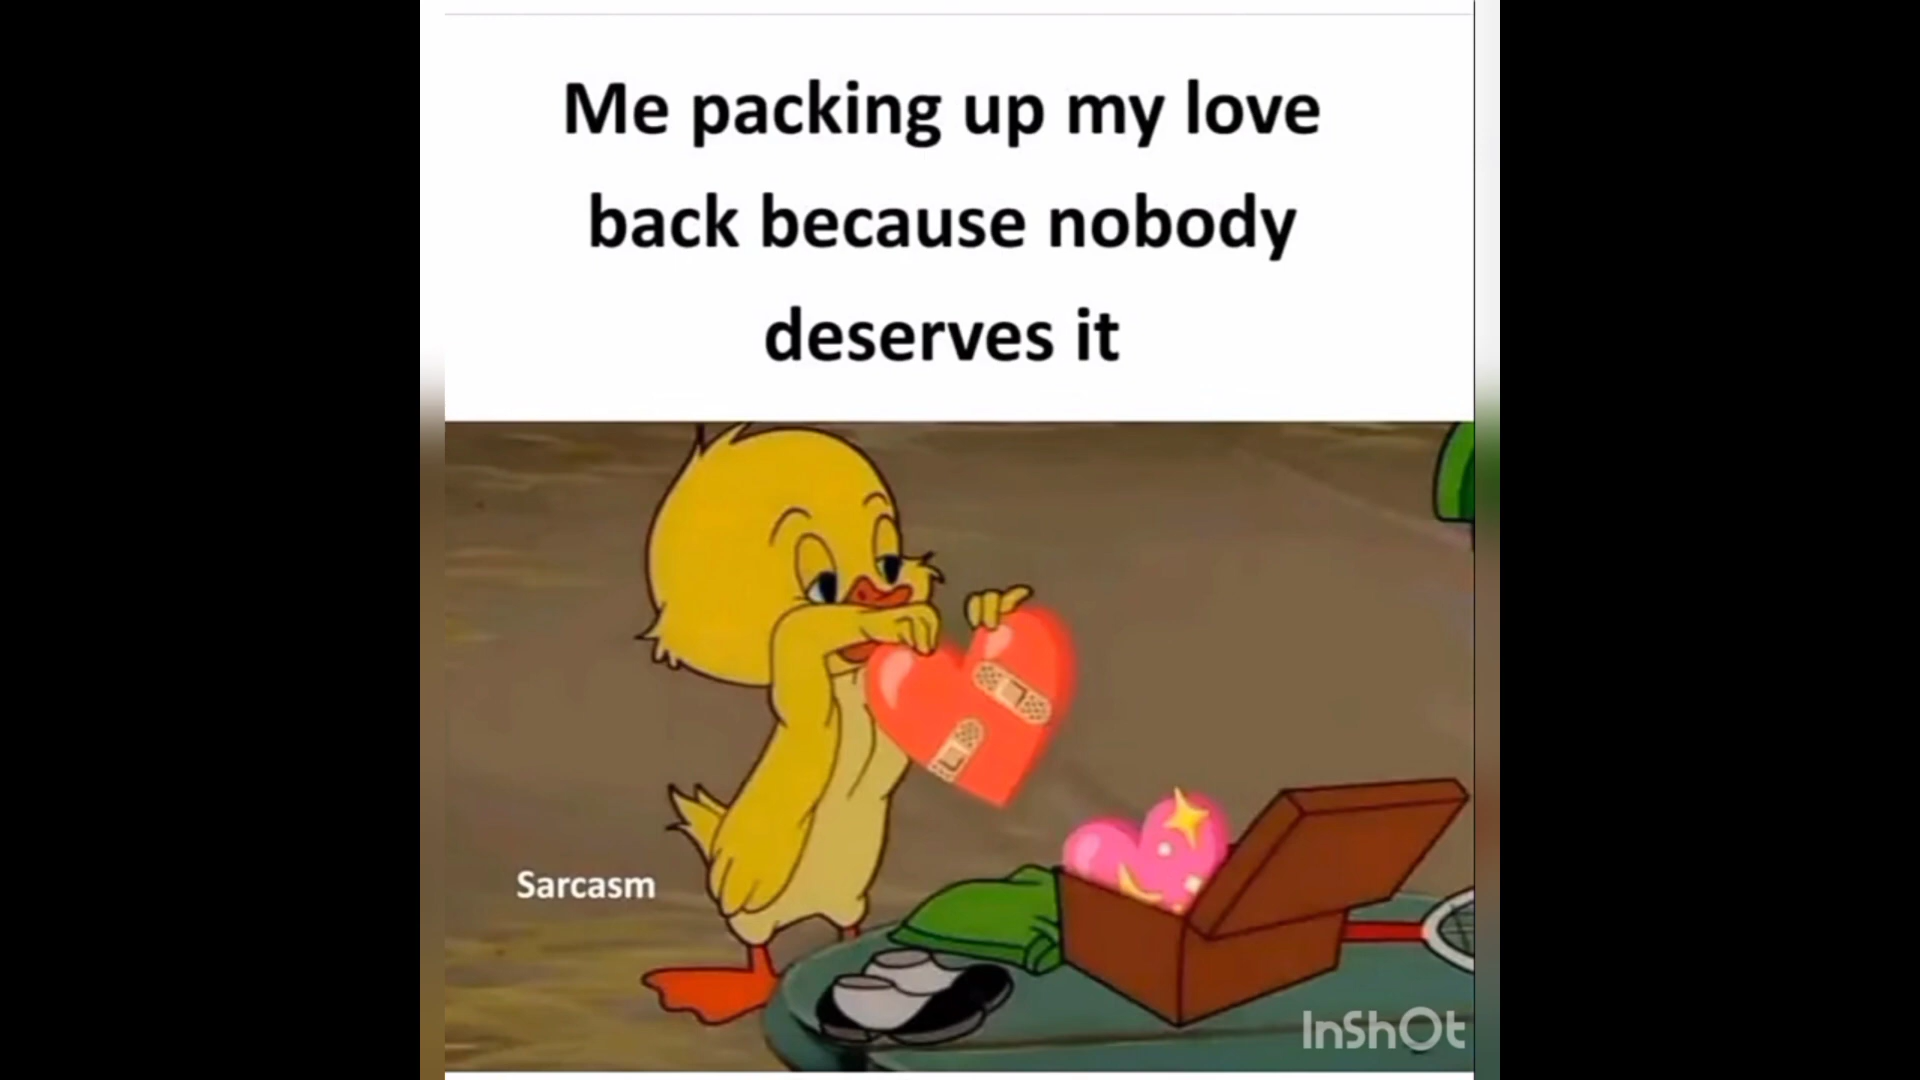 Me packing up my love
back because nobody
deserves it
Sarcasm
InShOt